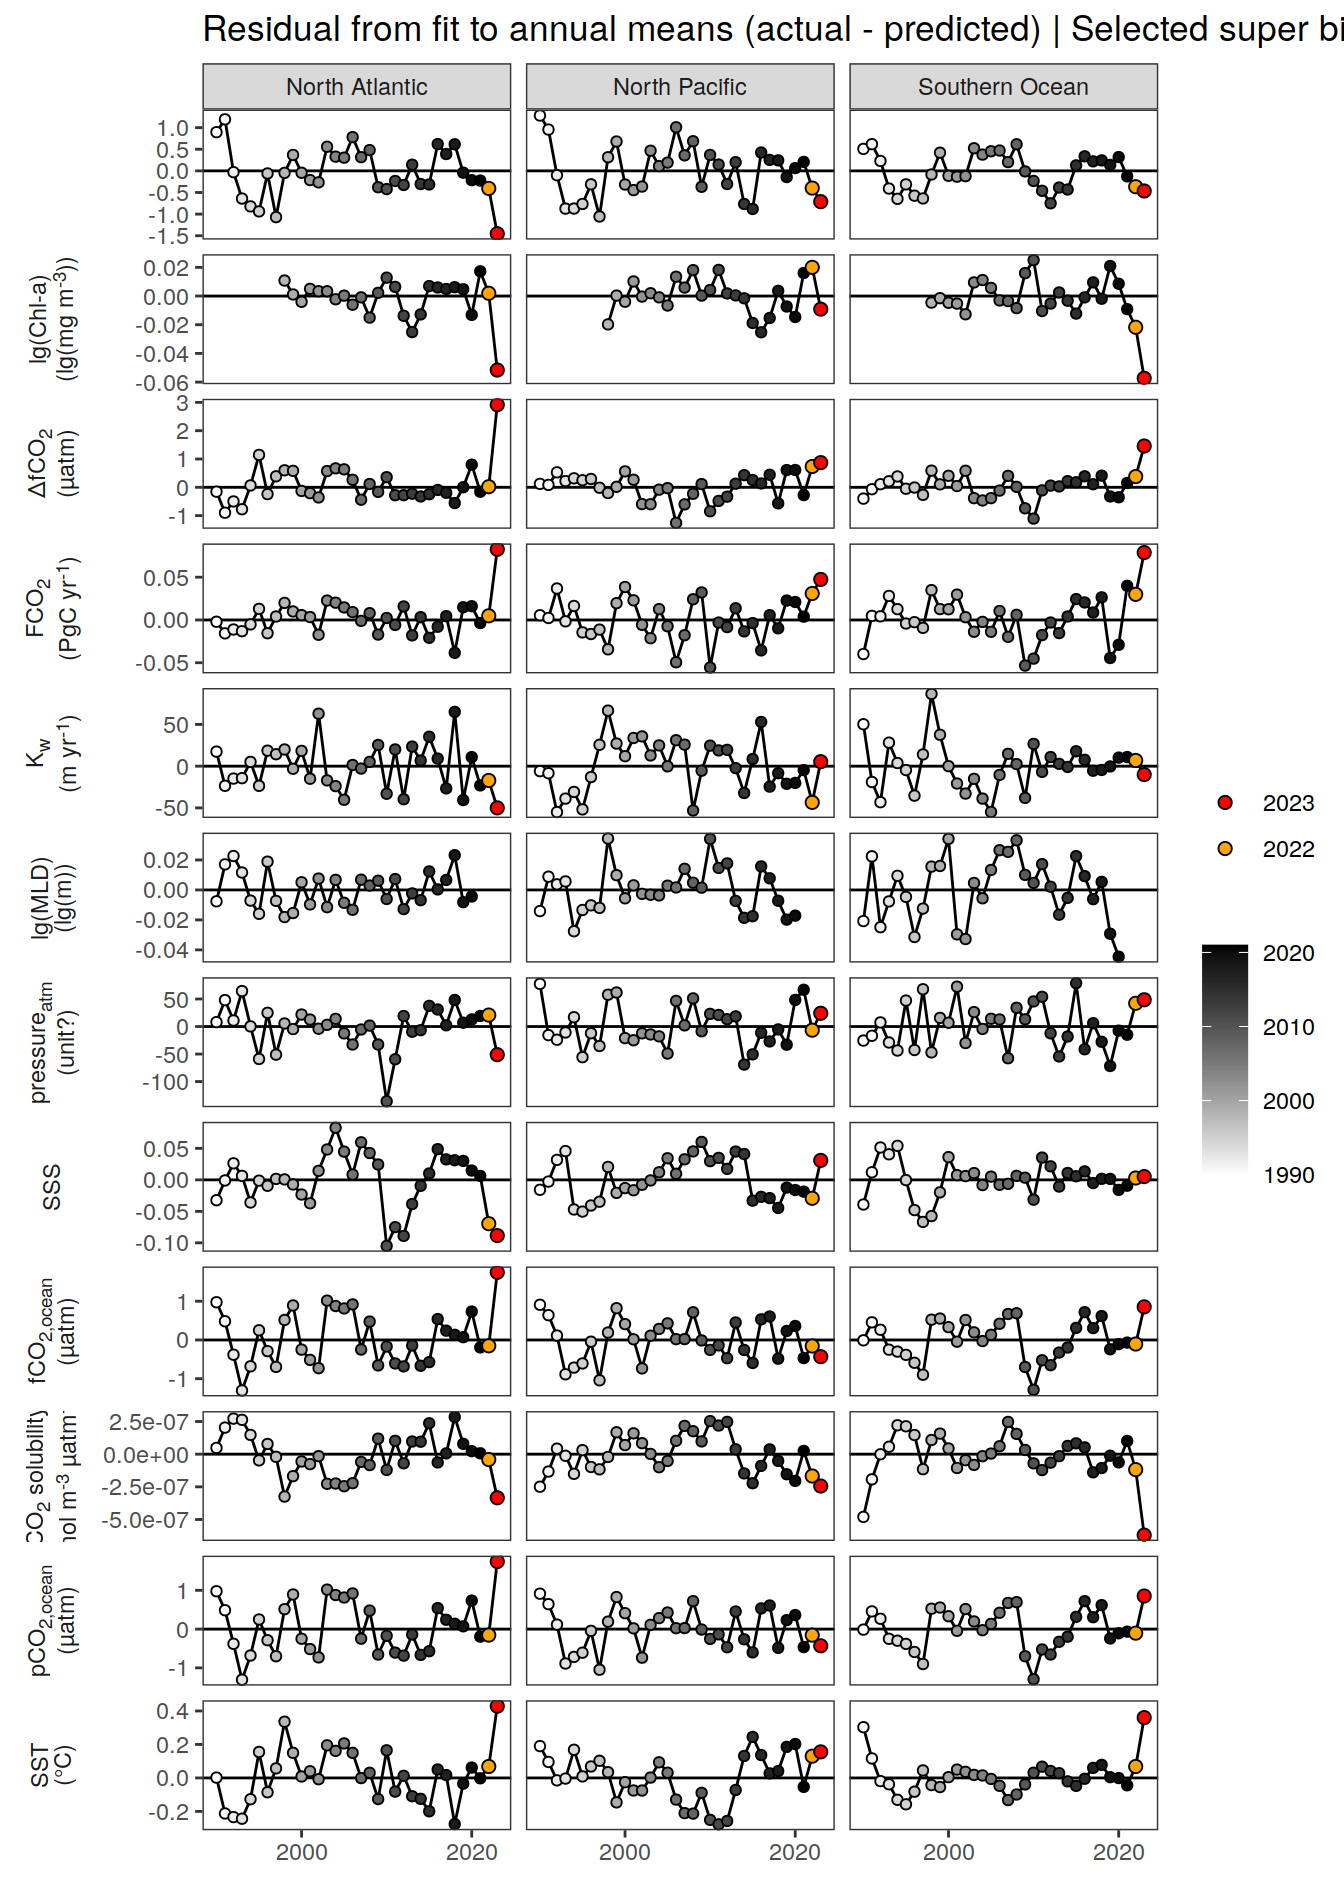 Residual from fit to annual means (actual - predicted) | Selected super bi
North Atlantic
North Pacific
Southern Ocean
1.0
0.5
0.0
-0.5
-1.0
-1.5
lg(Chl-a)
(lg(mg m⁻³))
0.02
0.00
-0.02
-0.04
-0.06
ΔfCO₂
(µatm)
3
2
1
0
-1
FCO₂
(PgC yr⁻¹)
0.05
0.00
-0.05
Kw
(m yr⁻¹)
50
0
-50
lg(MLD)
(lg(m))
0.02
0.00
-0.02
-0.04
pressure atm
(unit?)
50
0
-50
-100
SSS
0.05
0.00
-0.05
-0.10
fCO₂,ocean
(µatm)
1
0
-1
CO₂ solubility
nol m⁻³ µatm⁻
2.5e-07
0.0e+00
-2.5e-07
-5.0e-07
pCO₂,ocean
(µatm)
1
0
-1
SST
(°C)
0.4
0.2
0.0
-0.2
2000 2020
2000 2020
2000 2020
2023
2022
2020
2010
2000
1990